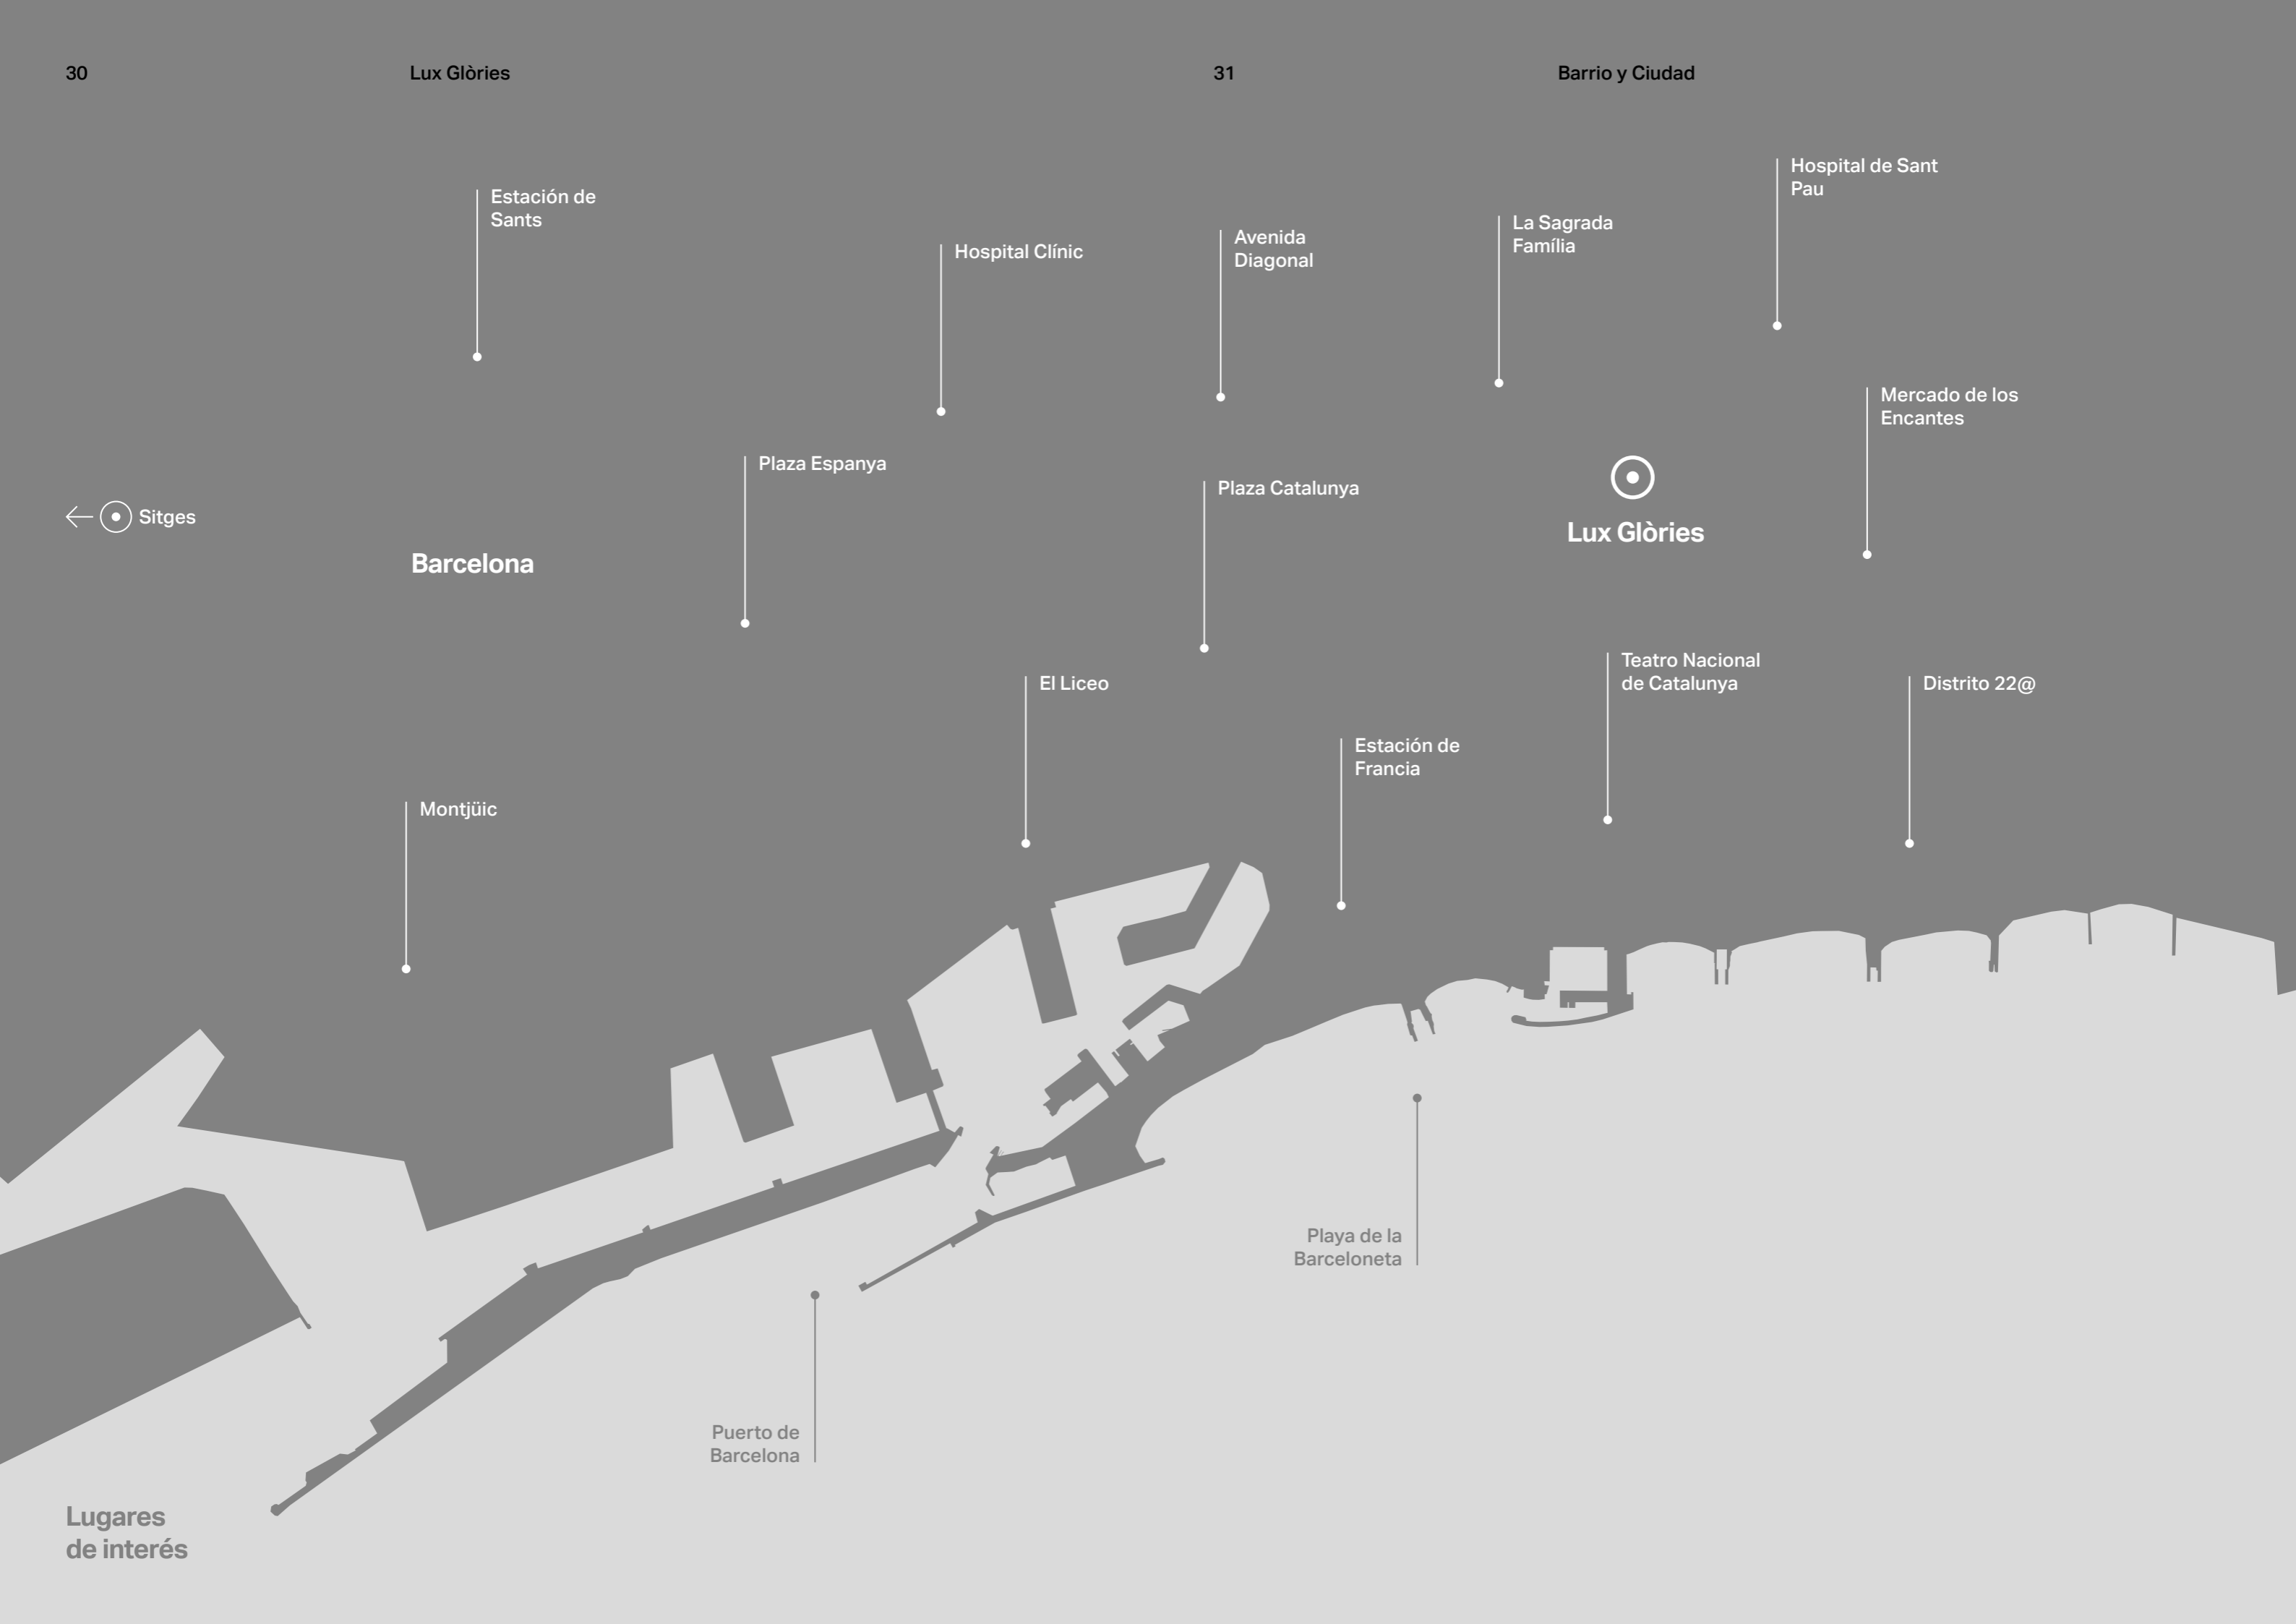 30
Lux Glòries
31
Barrio y Ciudad
Estación de
Sants
Hospital Clínic
Avenida
Diagonal
La Sagrada
Família
Hospital de Sant
Pau
Mercado de los
Encantes
Plaza Espanya
Plaza Catalunya
Sitges
Barcelona
Lux Glòries
El Liceo
Teatro Nacional
de Catalunya
Distrito 22@
Estación de
Francia
Montjüic
Playa de la
Barceloneta
Puerto de
Barcelona
Lugares
de interés